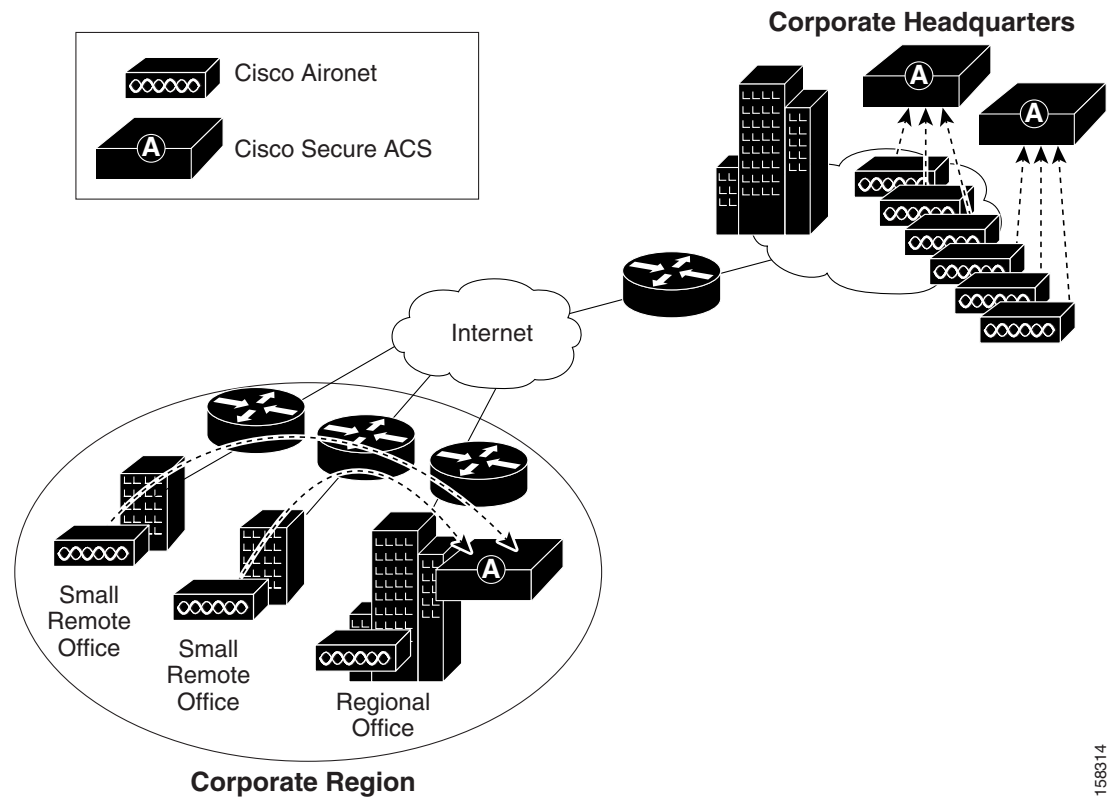 Corporate Headquarters
Cisco Aironet
A
Cisco Secure ACS
A
A
Internet
A
Small
Remote
Office
Small
Remote
Office
Regional
Office
Corporate Region
158314